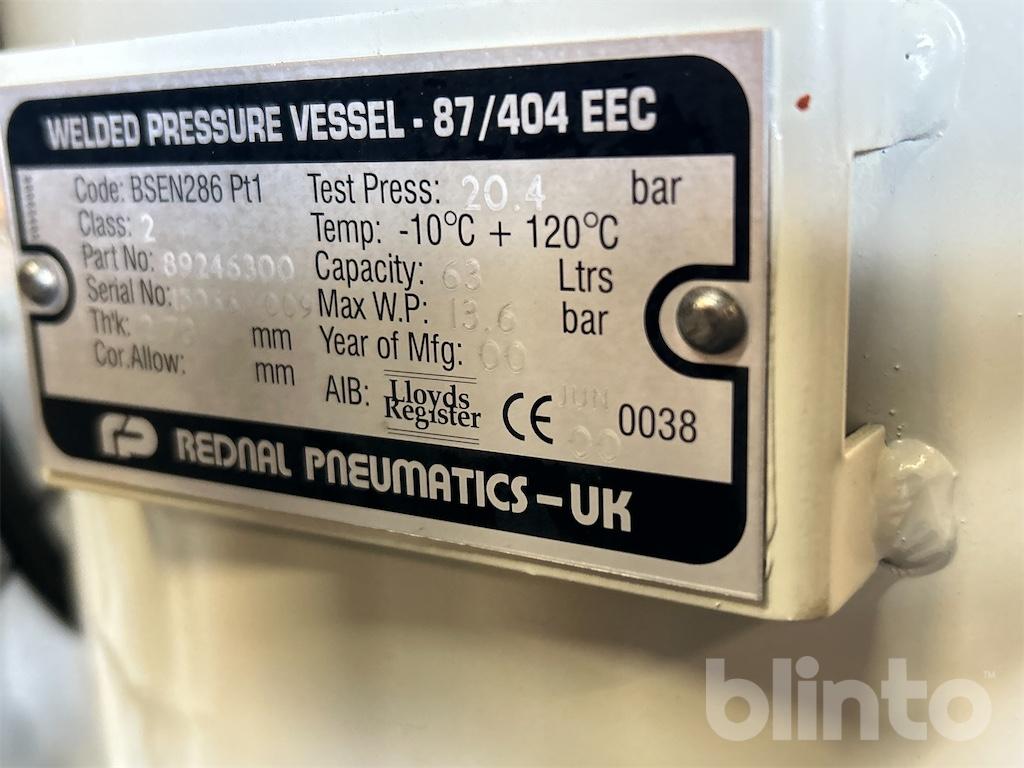 WELDED PRESSURE VESSEL - 87/404 EEC
Code: BSEN286 Pt1
Class: 2
Part No: 89246300
Serial No:
Th'k: mm
Cor.Allow: mm
Test Press: 20.4 bar
Temp: -10°C + 120°C
Capacity: 63 Ltrs
Max W.P: 13.6 bar
Year of Mfg: 00
AIB: Lloyds Register CE JUN 00 0038
rp REDNAL PNEUMATICS - UK
blinto™